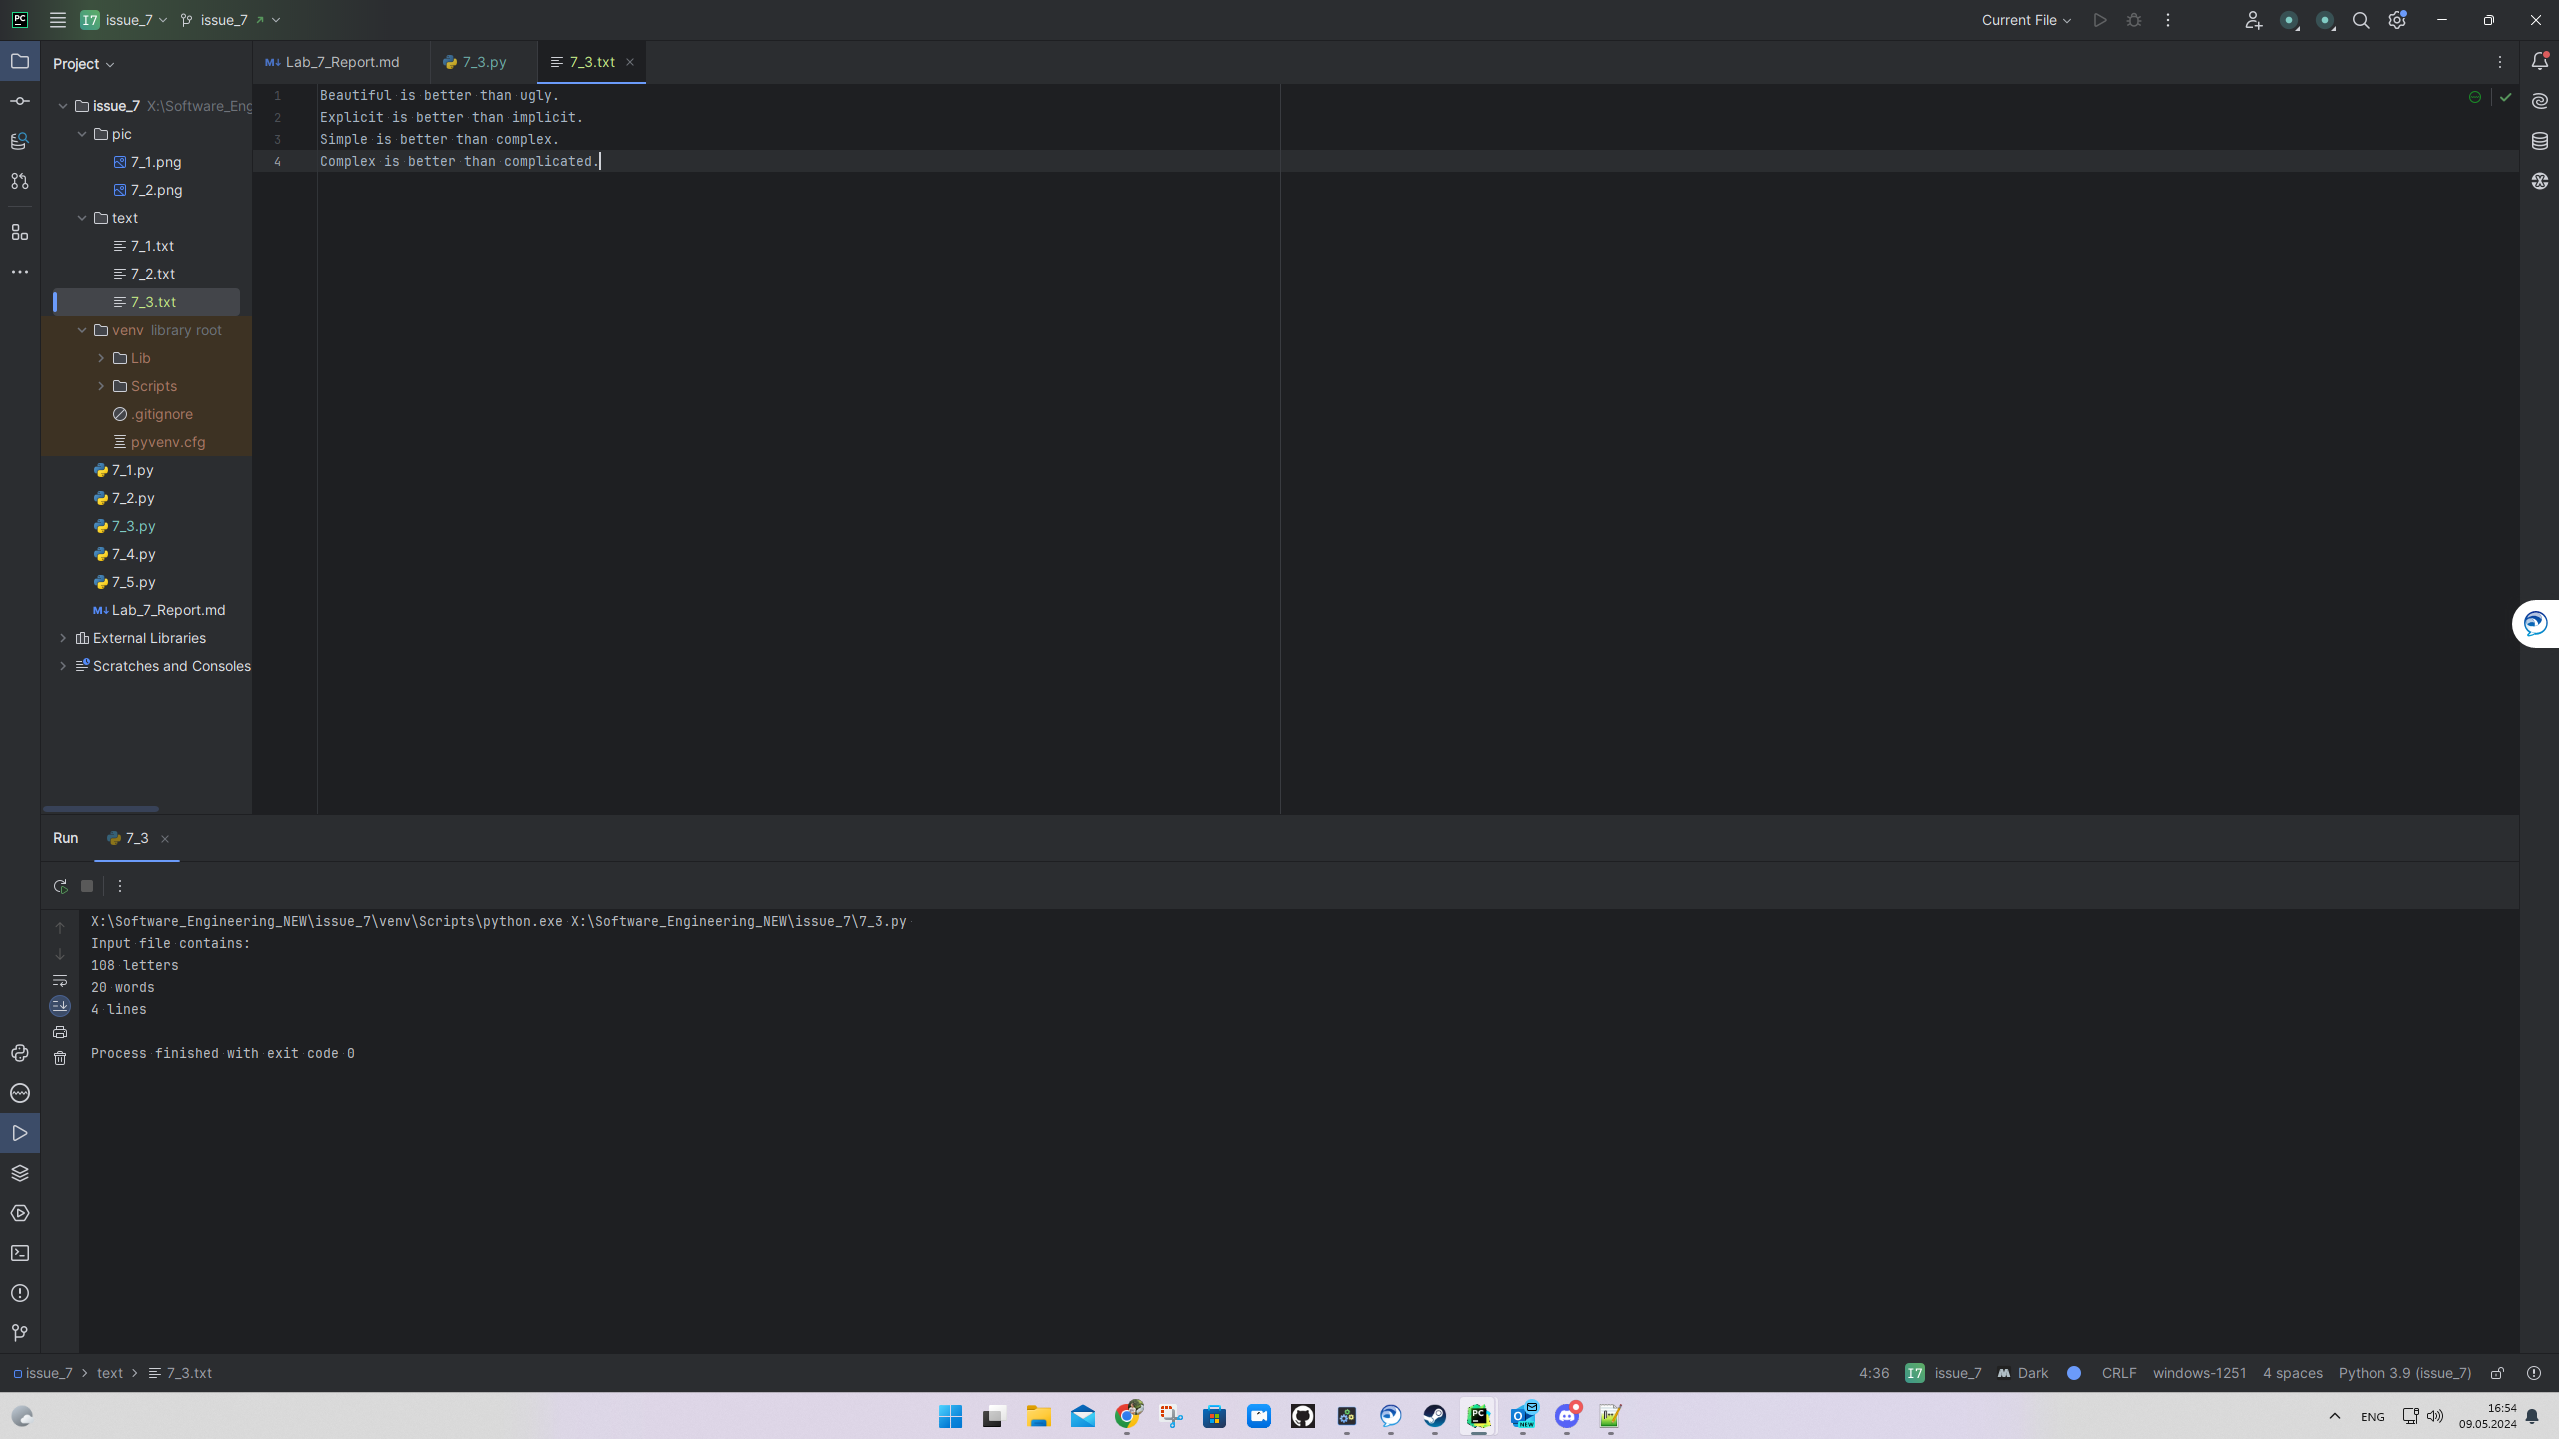 PC I7 issue_7 issue_7 Current File
Project
issue_7 X:\Software_Eng
pic
7_1.png
7_2.png
text
7_1.txt
7_2.txt
7_3.txt
venv library root
Lib
Scripts
.gitignore
pyvenv.cfg
7_1.py
7_2.py
7_3.py
7_4.py
7_5.py
M↓ Lab_7_Report.md
External Libraries
Scratches and Consoles
M↓ Lab_7_Report.md 7_3.py 7_3.txt
1 Beautiful is better than ugly.
2 Explicit is better than implicit.
3 Simple is better than complex.
4 Complex is better than complicated.
Run 7_3
X:\Software_Engineering_NEW\issue_7\venv\Scripts\python.exe X:\Software_Engineering_NEW\issue_7\7_3.py
Input file contains:
108 letters
20 words
4 lines
Process finished with exit code 0
issue_7 > text > 7_3.txt 4:36 I7 issue_7 Dark CRLF windows-1251 4 spaces Python 3.9 (issue_7)
PC NEW ENG 16:54
09.05.2024